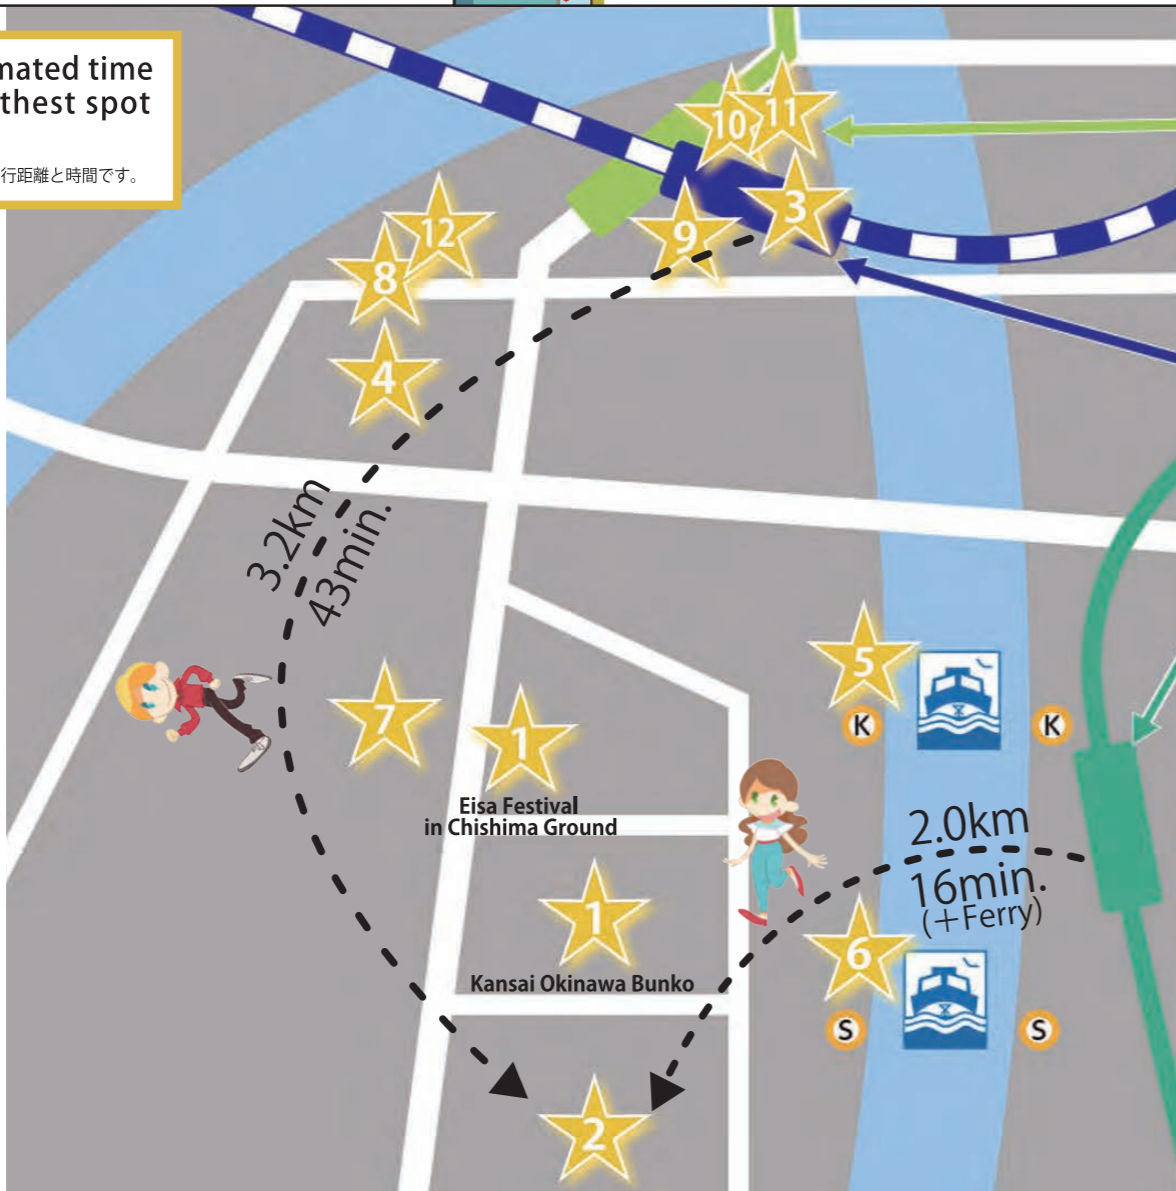 mated time
thest spot
行距離と時間です。
10
11
3
9
12
8
4
3.2km
43min.
5
K
K
7
1
Eisa Festival
in Chishima Ground
2.0km
16min.
(+Ferry)
1
6
Kansai Okinawa Bunko
S
S
2